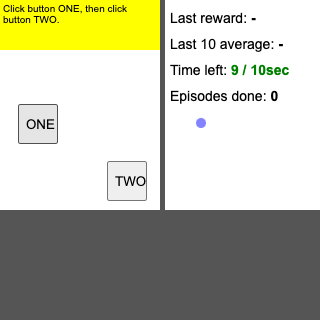 Click button ONE, then click
button TWO.
ONE
TWO
Last reward: -
Last 10 average: -
Time left: 9 / 10sec
Episodes done: 0